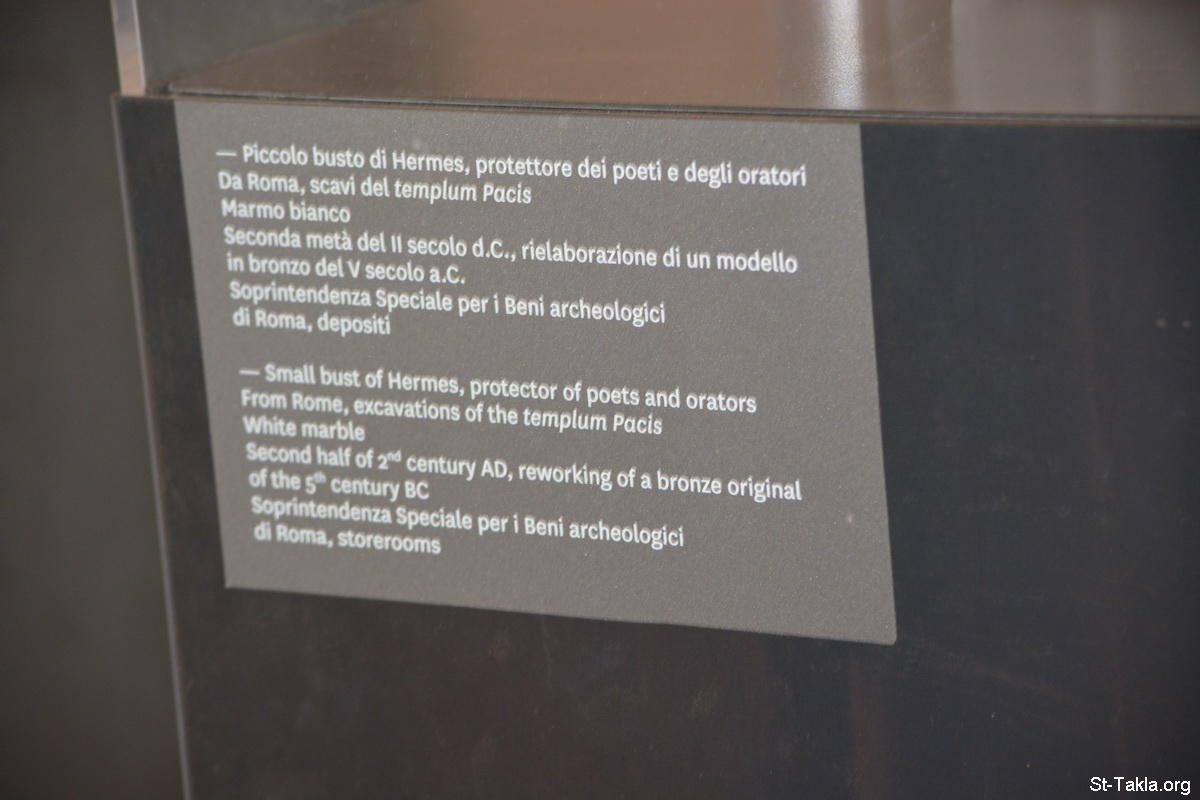 — Piccolo busto di Hermes, protettore dei poeti e degli oratori
Da Roma, scavi del templum Pacis
Marmo bianco
Seconda metà del II secolo d.C., rielaborazione di un modello
in bronzo del V secolo a.C.
Soprintendenza Speciale per i Beni archeologici
di Roma, depositi
— Small bust of Hermes, protector of poets and orators
From Rome, excavations of the templum Pacis
White marble
Second half of 2nd century AD, reworking of a bronze original
of the 5th century BC
Soprintendenza Speciale per i Beni archeologici
di Roma, storerooms
St-Takla.org